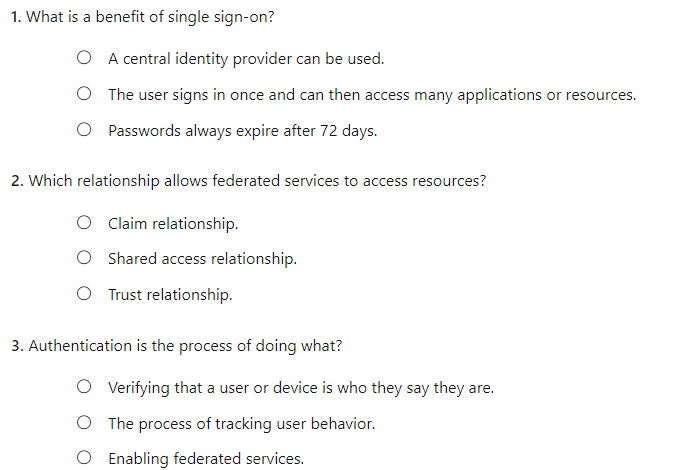 1. What is a benefit of single sign-on?
A central identity provider can be used.
The user signs in once and can then access many applications or resources.
Passwords always expire after 72 days.
2. Which relationship allows federated services to access resources?
Claim relationship.
Shared access relationship.
Trust relationship.
3. Authentication is the process of doing what?
Verifying that a user or device is who they say they are.
The process of tracking user behavior.
Enabling federated services.